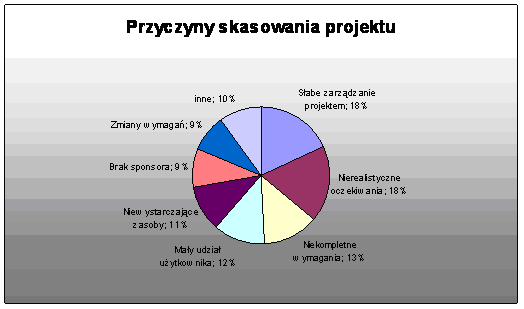 Przyczyny skasowania projektu
Słabe zarządzanie
projektem; 18%
Nierealistyczne
oczekiwania; 18%
Niekompletne
wymagania; 13%
Mały udział
użytkownika; 12%
Niewystarczające
zasoby; 11%
Brak sponsora; 9%
Zmiany wymagań; 9%
inne; 10%